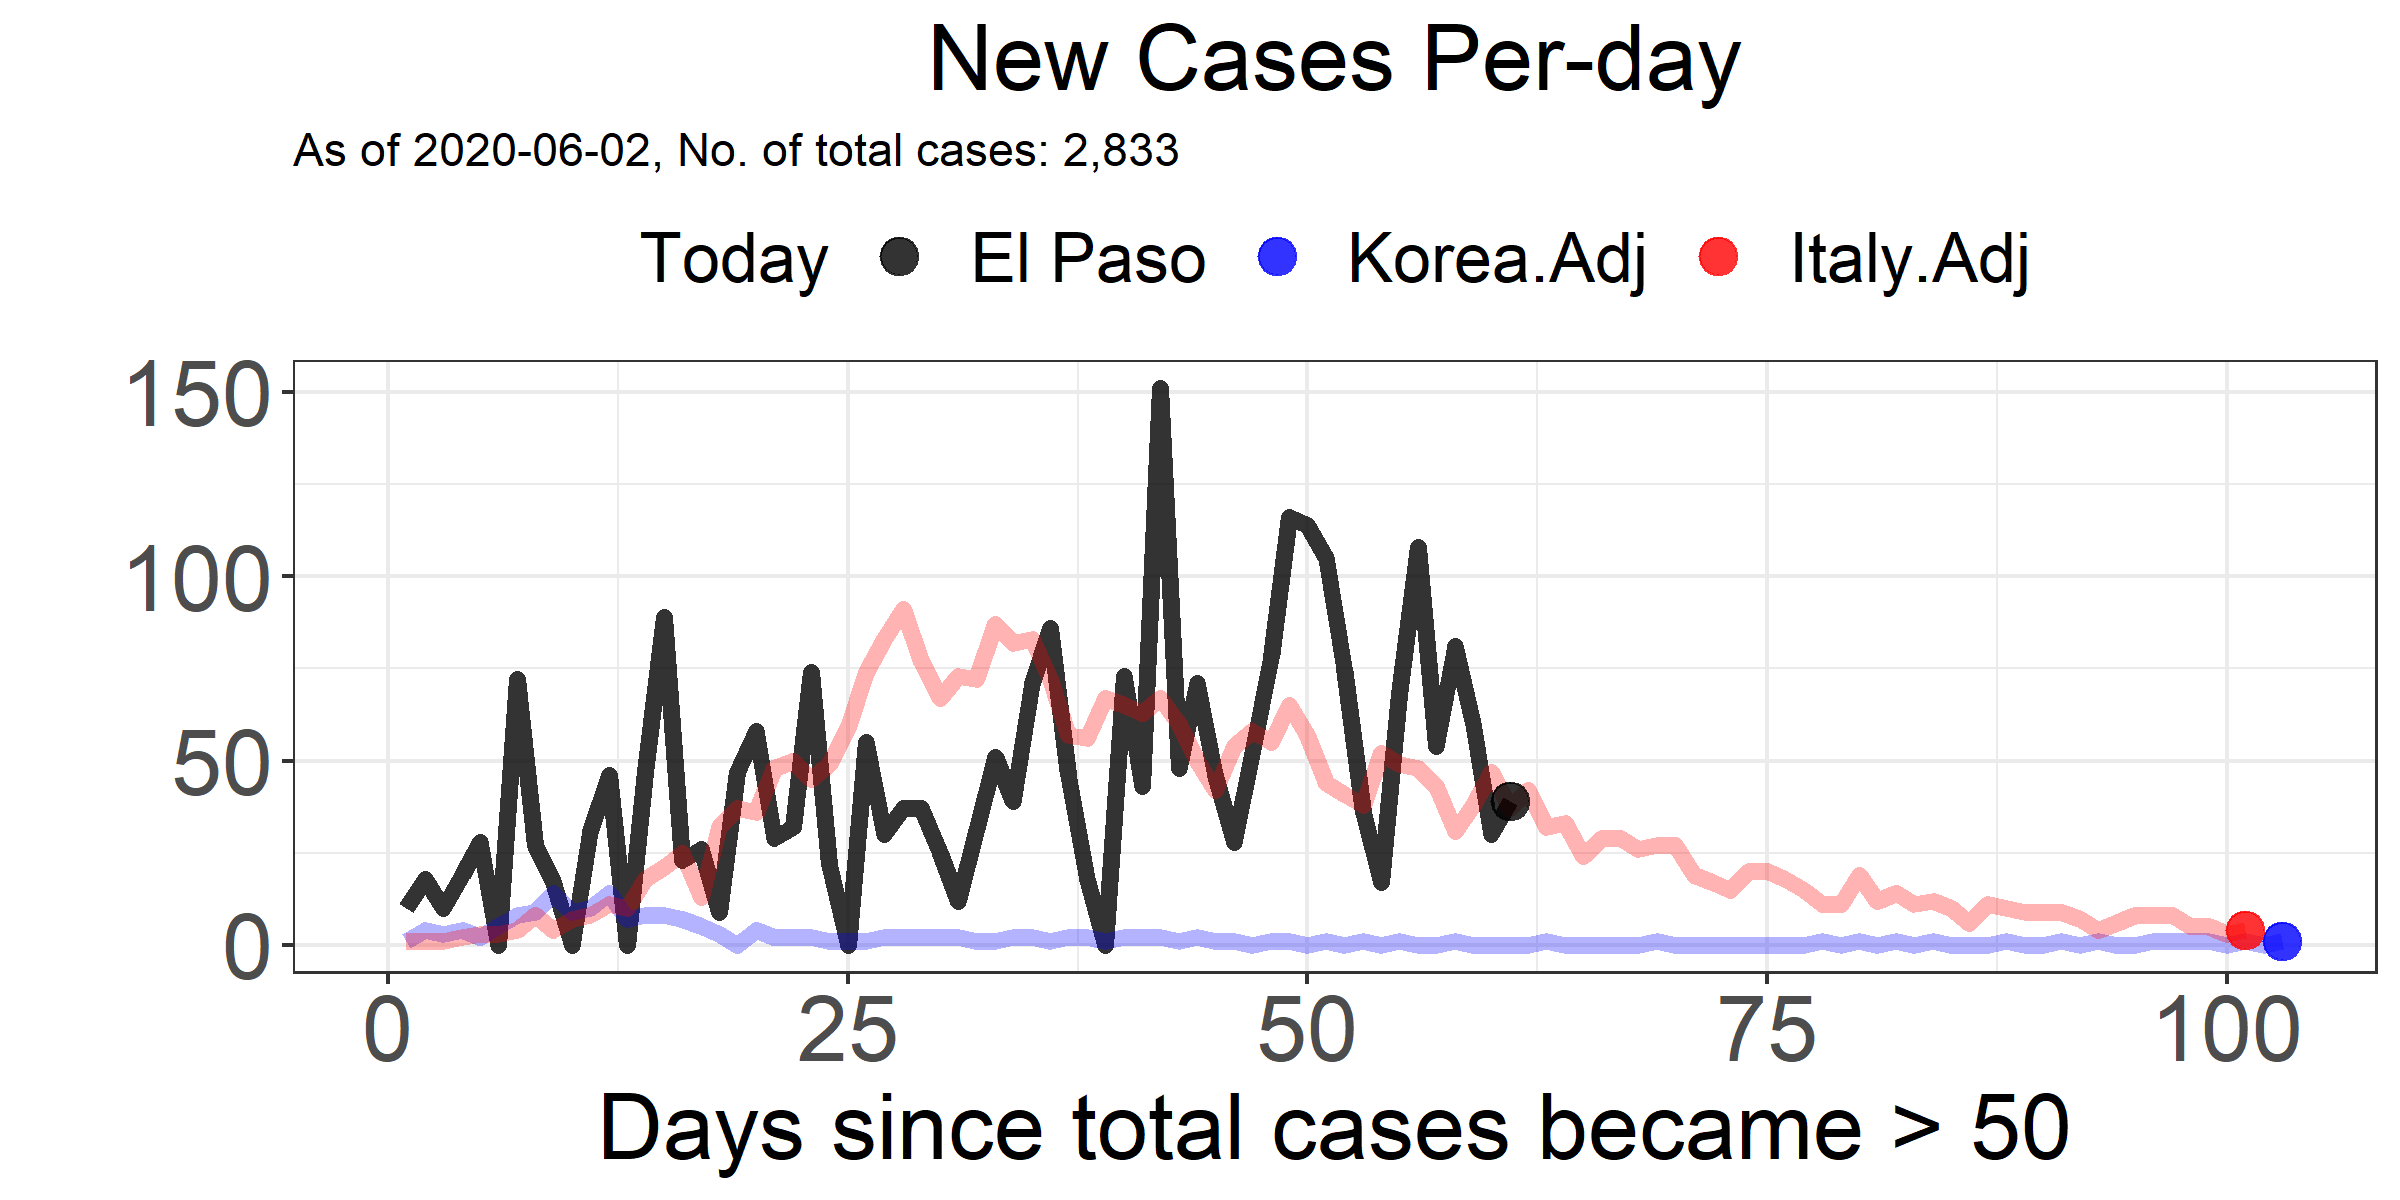 New Cases Per-day
As of 2020-06-02, No. of total cases: 2,833
Today El Paso Korea.Adj Italy.Adj
150
100
50
0
0 25 50 75 100
Days since total cases became > 50